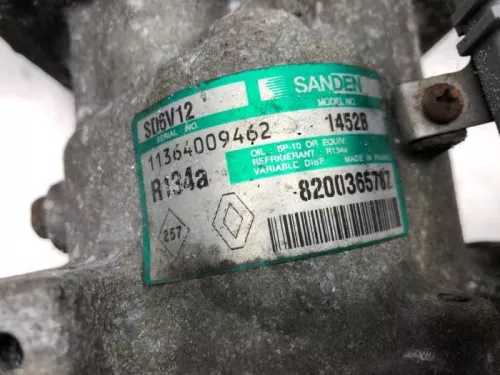 SANDEN
SD6V12
MODEL NO.
1452B
SERIAL NO.
11364009462
OIL : SP-10 OR EQUIV.
REFRIGERANT : R134a
VARIABLE DISP. MADE IN FRANCE
R134a
8200365787
257